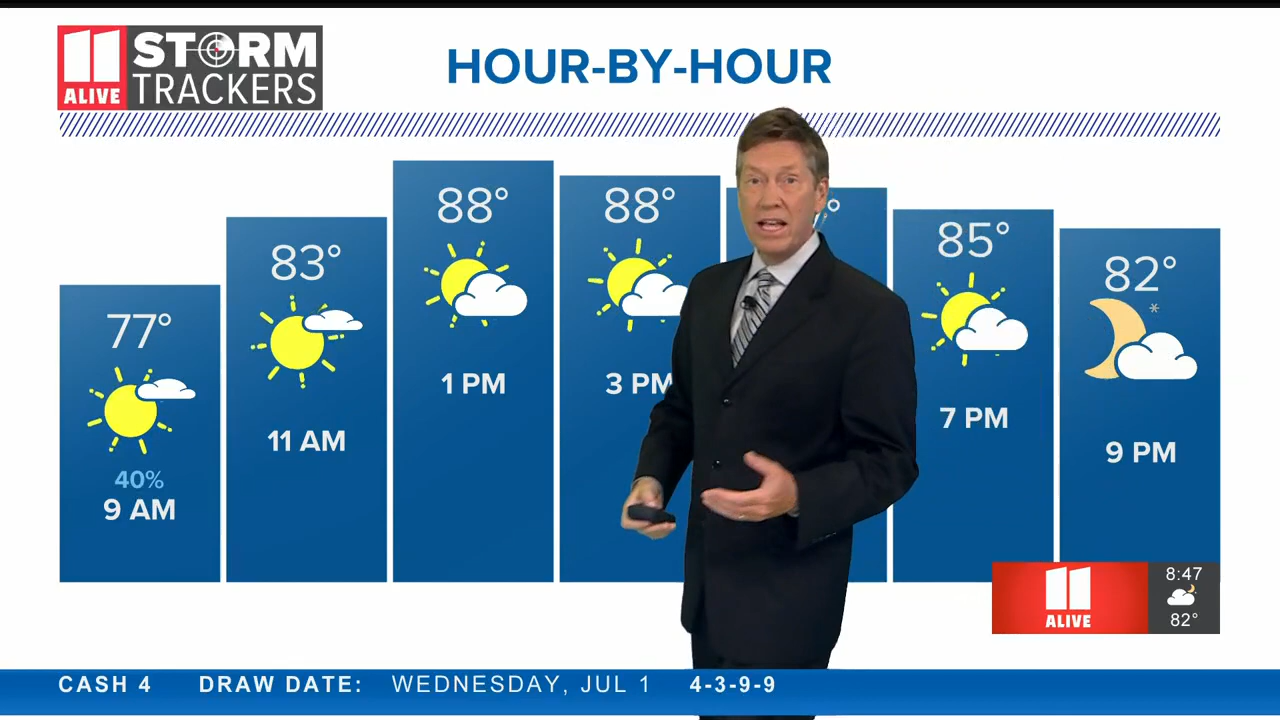 11 ALIVE STORM TRACKERS
HOUR-BY-HOUR
77°
40%
9 AM
83°
11 AM
88°
1 PM
88°
3 PM
°
85°
7 PM
82°
9 PM
11 ALIVE
8:47
82°
CASH 4 DRAW DATE: WEDNESDAY, JUL 1 4-3-9-9